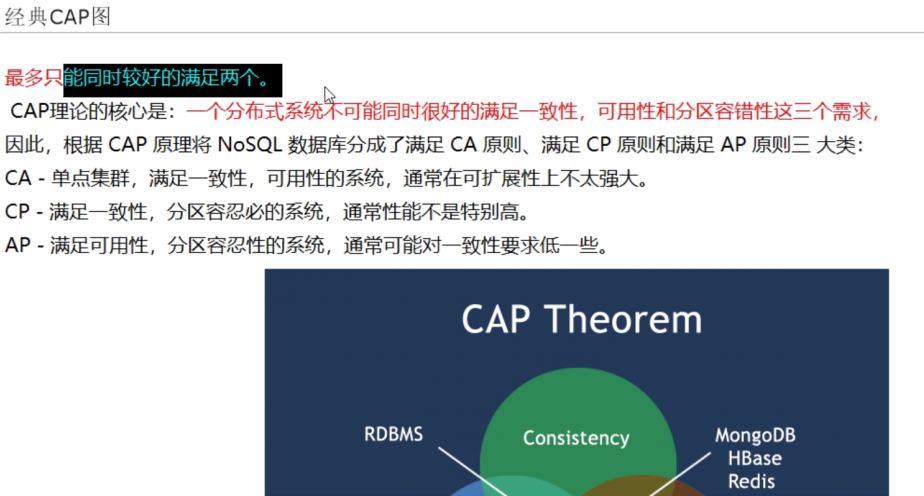 经典CAP图
最多只能同时较好的满足两个。
CAP理论的核心是：一个分布式系统不可能同时很好的满足一致性，可用性和分区容错性这三个需求，
因此，根据 CAP 原理将 NoSQL 数据库分成了满足 CA 原则、满足 CP 原则和满足 AP 原则三 大类：
CA - 单点集群，满足一致性，可用性的系统，通常在可扩展性上不太强大。
CP - 满足一致性，分区容忍必的系统，通常性能不是特别高。
AP - 满足可用性，分区容忍性的系统，通常可能对一致性要求低一些。
CAP Theorem
RDBMS
Consistency
MongoDB
HBase
Redis